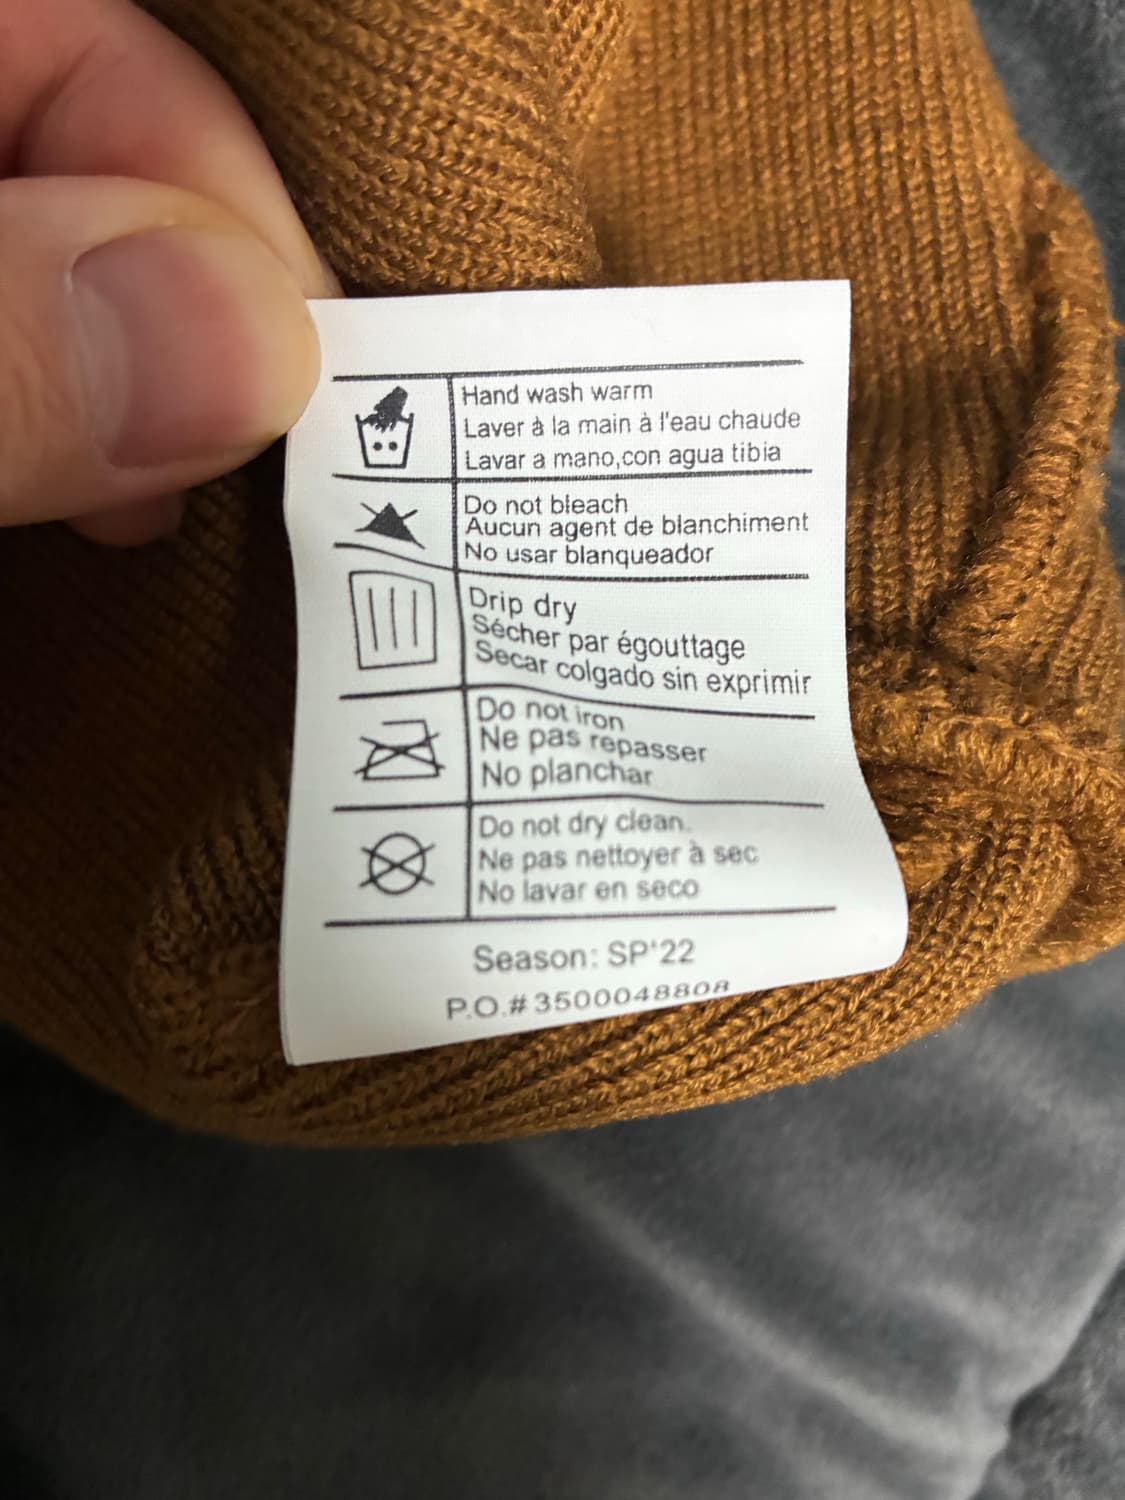 Hand wash warm
Laver à la main à l'eau chaude
Lavar a mano,con agua tibia
Do not bleach
Aucun agent de blanchiment
No usar blanqueador
Drip dry
Sécher par égouttage
Secar colgado sin exprimir
Do not iron
Ne pas repasser
No planchar
Do not dry clean.
Ne pas nettoyer à sec
No lavar en seco
Season: SP'22
P.O.# 3500048808